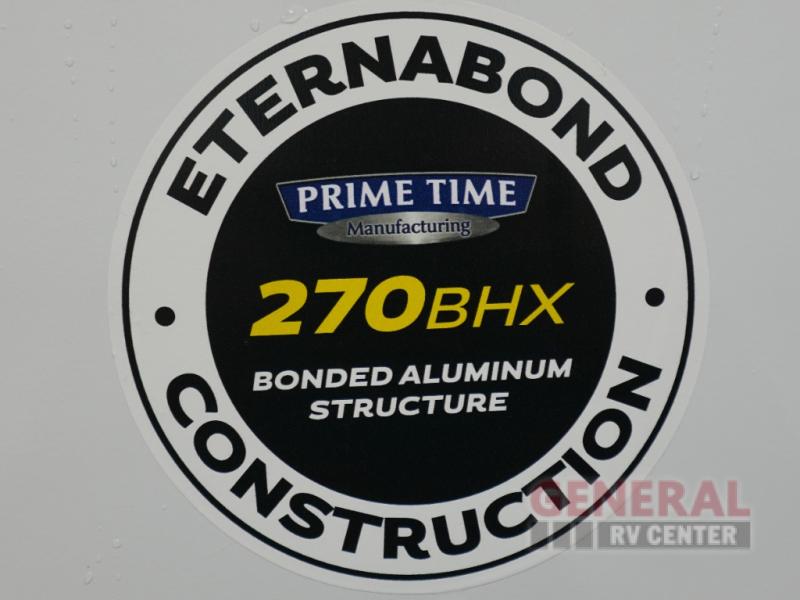 ETERNABOND
PRIME TIME
Manufacturing
270BHX
BONDED ALUMINUM
STRUCTURE
CONSTRUCTION
GENERAL
RV CENTER